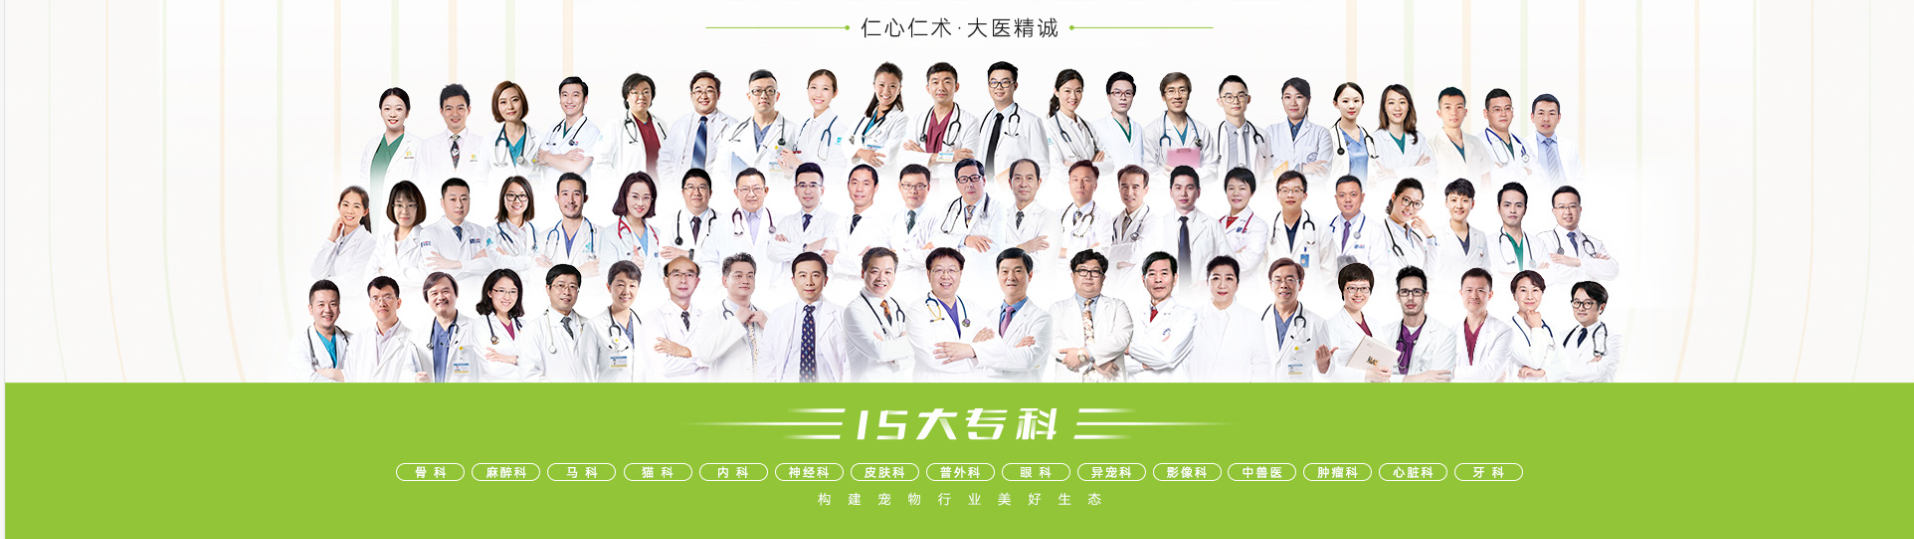 仁心仁术·大医精诚
15大专科
骨科 麻醉科 马科 猫科 内科 神经科 皮肤科 普外科 眼科 异宠科 影像科 中兽医 肿瘤科 心脏科 牙科
构建宠物行业美好生态